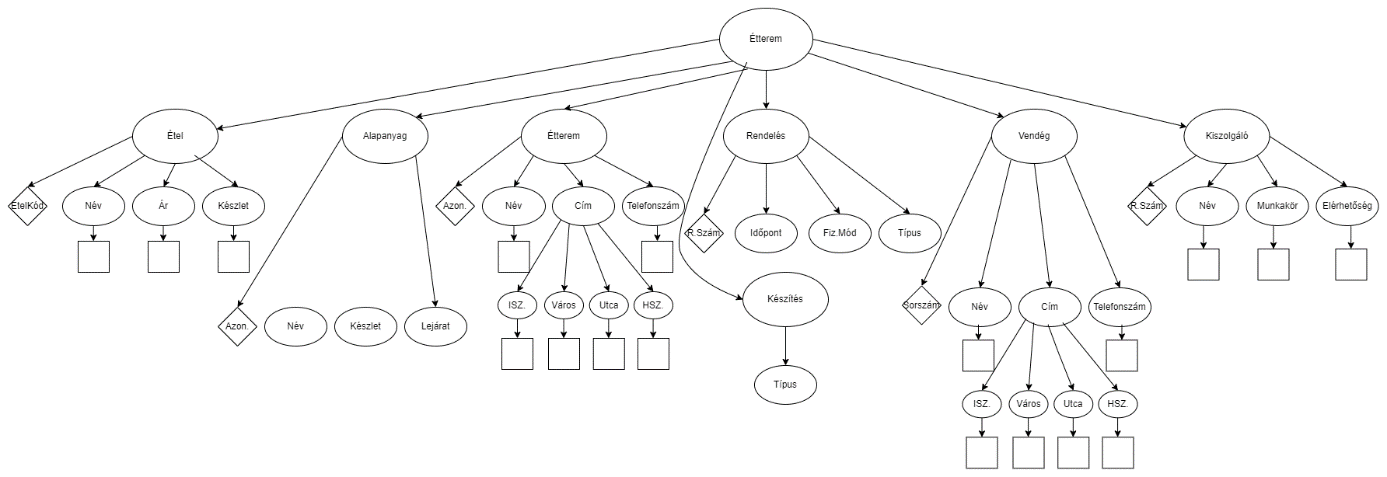 Étterem
Étel
Alapanyag
Étterem
Rendelés
Vendég
Kiszolgáló
ÉtelKód
Név
Ár
Készlet
Azon.
Név
Cím
Telefonszám
R.Szám
Időpont
Fiz.Mód
Típus
R.Szám
Név
Munkakör
Elérhetőség
Azon.
Név
Készlet
Lejárat
ISZ.
Város
Utca
HSZ.
Készítés
Sorszám
Név
Cím
Telefonszám
Típus
ISZ.
Város
Utca
HSZ.